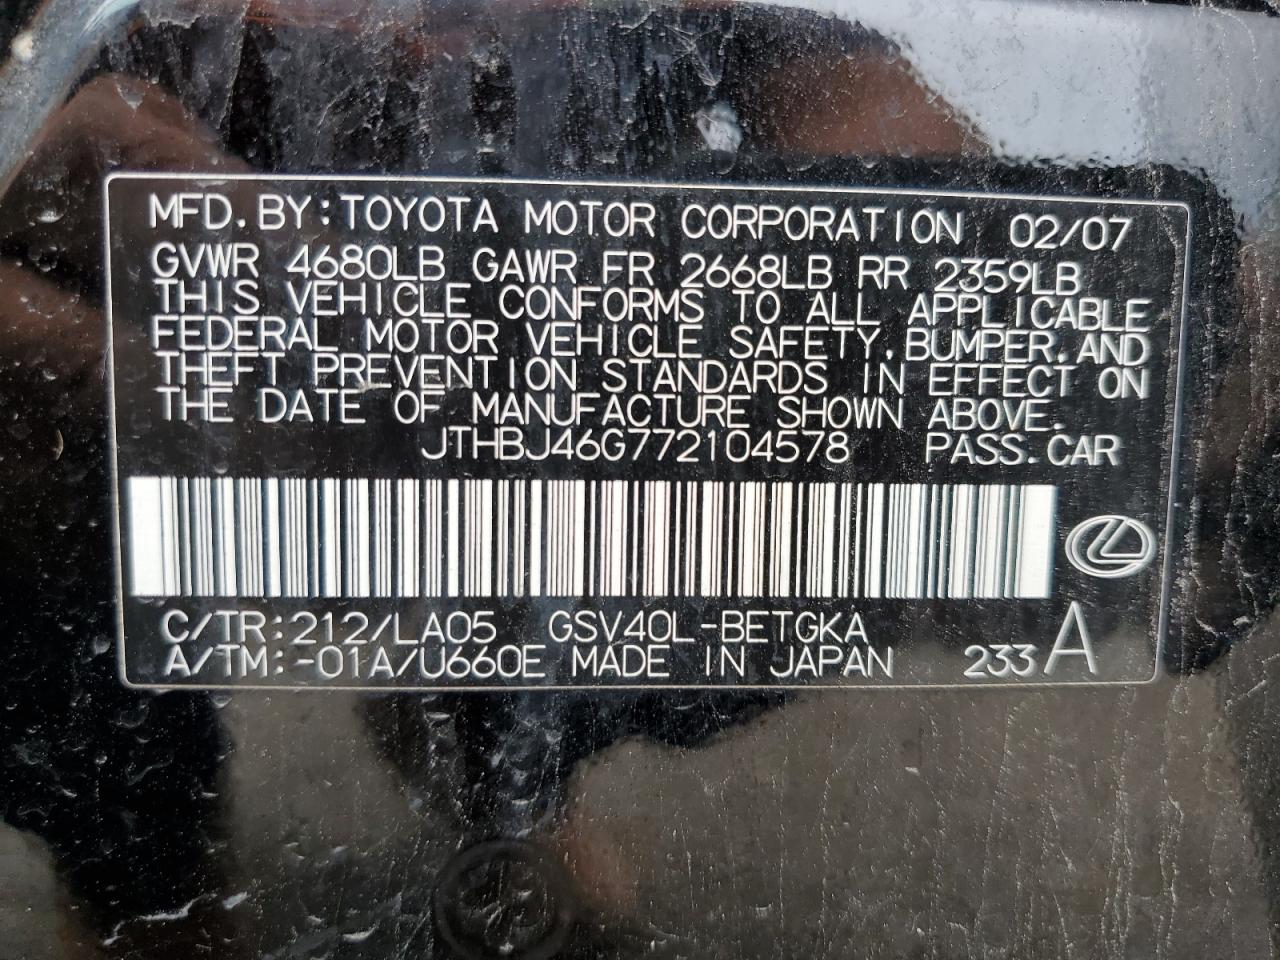 MFD.BY:TOYOTA MOTOR CORPORATION 02/07
GVWR 4680LB GAWR FR 2668LB RR 2359LB
THIS VEHICLE CONFORMS TO ALL APPLICABLE
FEDERAL MOTOR VEHICLE SAFETY,BUMPER,AND
THEFT PREVENTION STANDARDS IN EFFECT ON
THE DATE OF MANUFACTURE SHOWN ABOVE.
JTHBJ46G772104578 PASS.CAR
C/TR:212/LA05 GSV40L-BETGKA
A/TM:-01A/U660E MADE IN JAPAN 233A